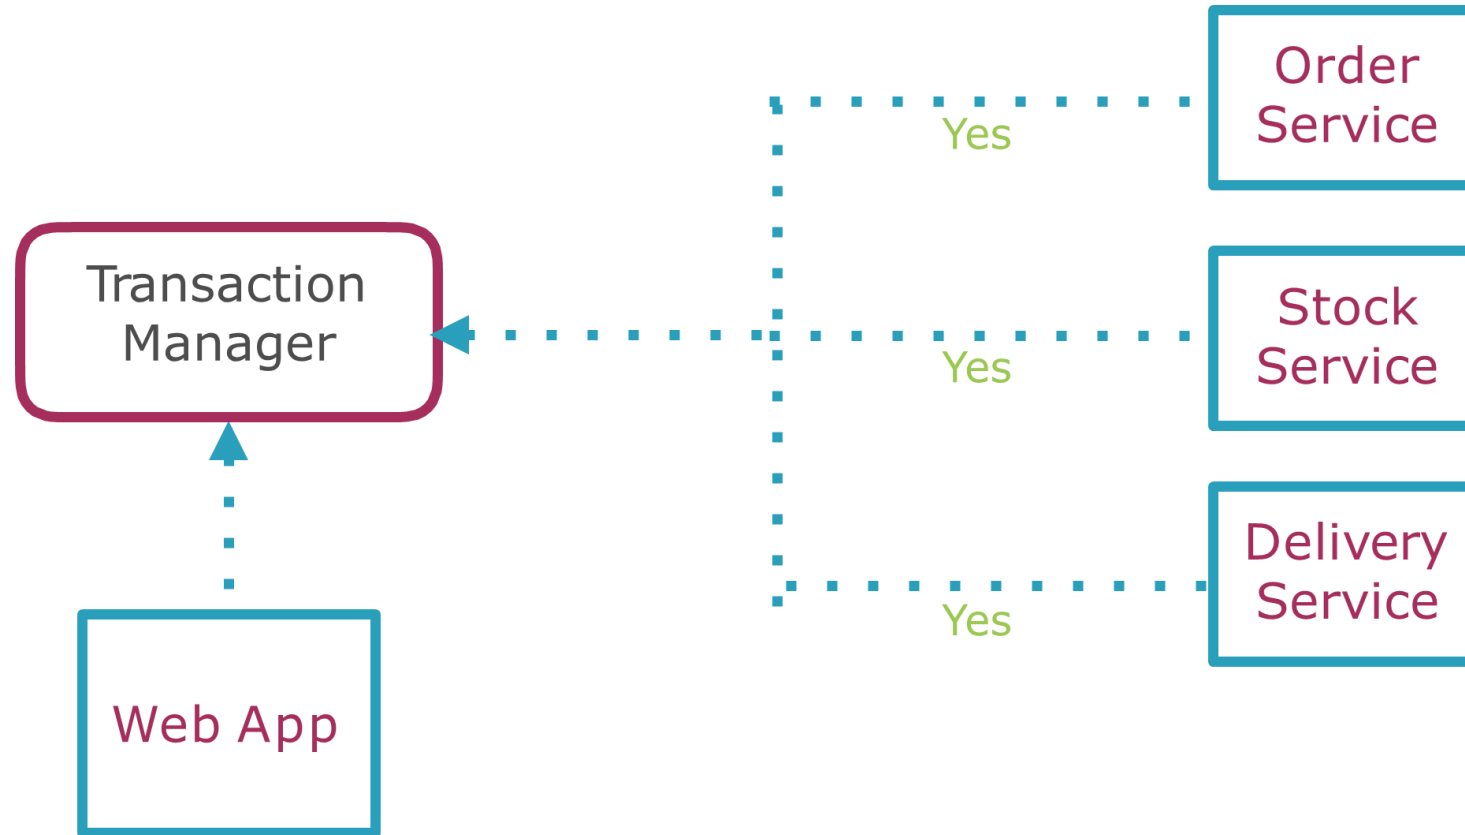 Order
Service
Yes
Transaction
Manager
Stock
Service
Yes
Delivery
Service
Yes
Web App